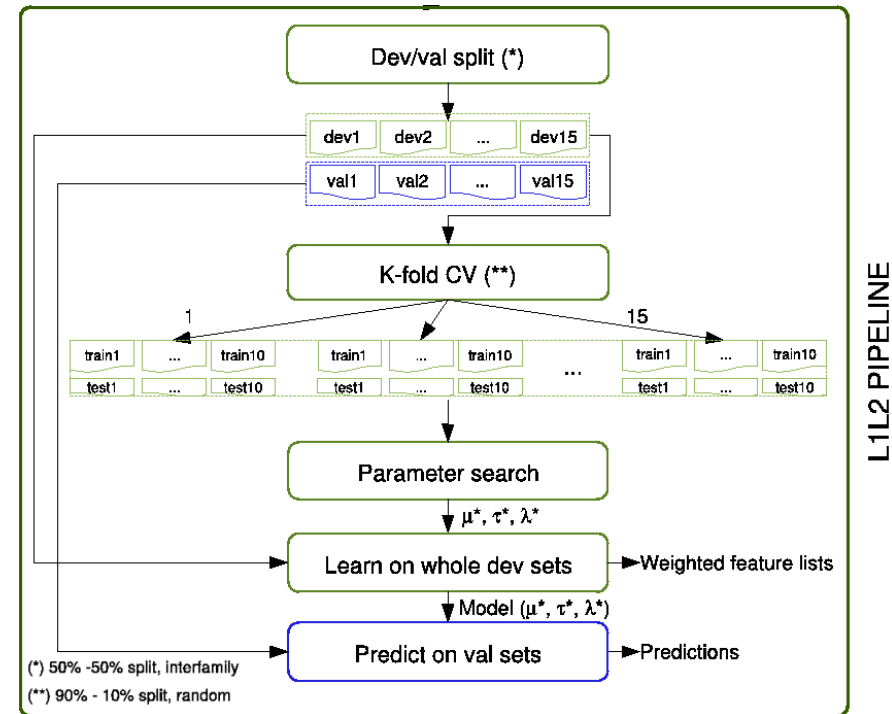 Dev/val split (*)
dev1 dev2 ... dev15
val1 val2 ... val15
K-fold CV (**)
1 15
train1 ... train10 train1 ... train10 ... train1 ... train10
test1 ... test10 test1 ... test10 test1 ... test10
Parameter search
μ*, τ*, λ*
Learn on whole dev sets
Weighted feature lists
Model (μ*, τ*, λ*)
Predict on val sets
Predictions
(*) 50% -50% split, interfamily
(**) 90% - 10% split, random
L1L2 PIPELINE